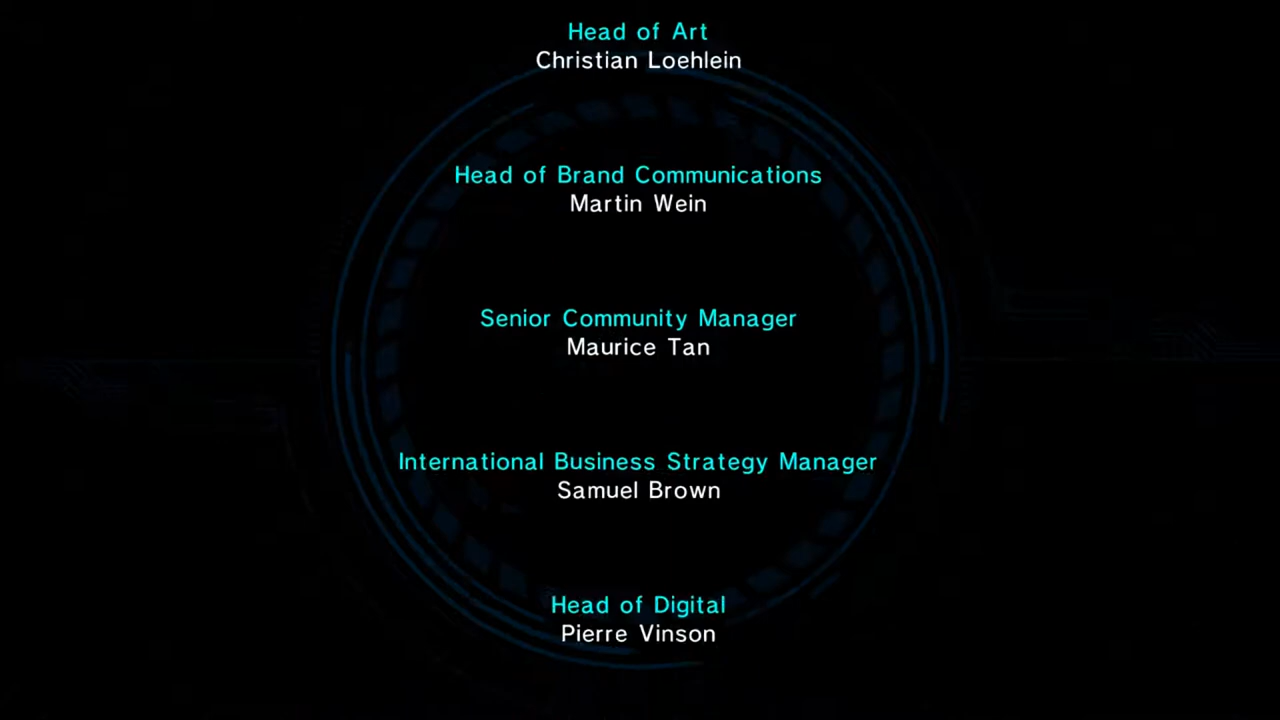 Head of Art
Christian Loehlein
Head of Brand Communications
Martin Wein
Senior Community Manager
Maurice Tan
International Business Strategy Manager
Samuel Brown
Head of Digital
Pierre Vinson